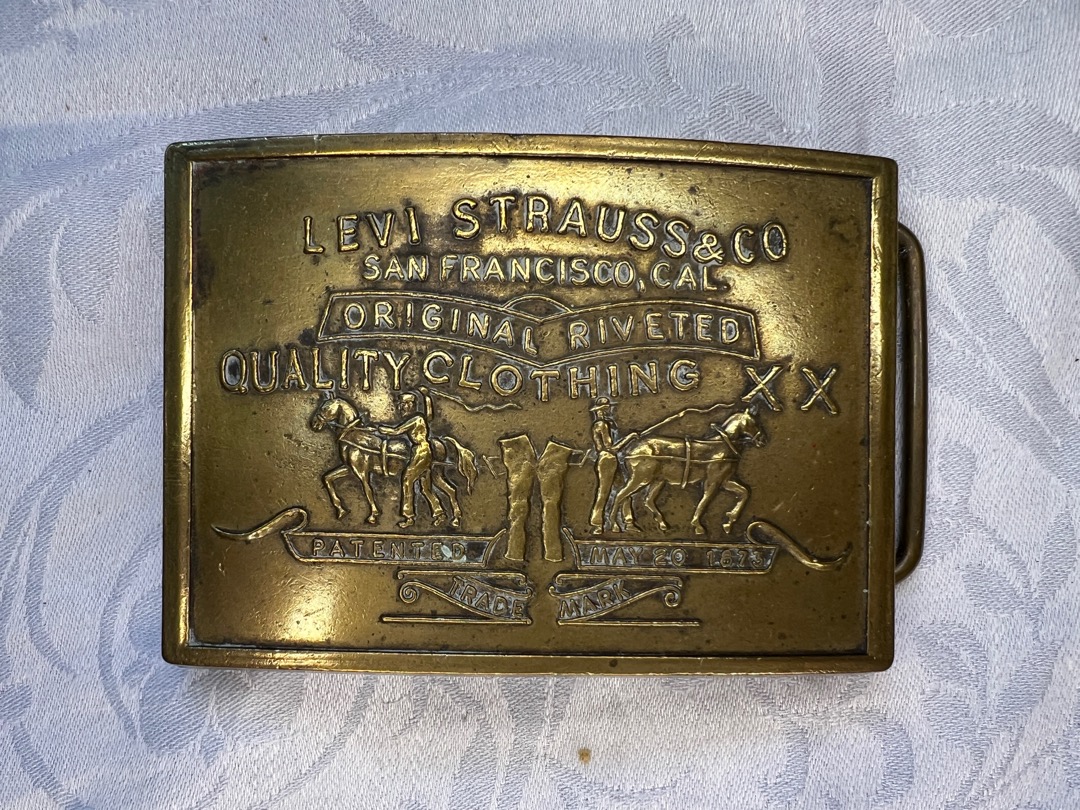 LEVI STRAUSS & CO
SAN FRANCISCO, CAL.
ORIGINAL RIVETED
QUALITY CLOTHING XX
PATENTED MAY 20 1873
TRADE MARK